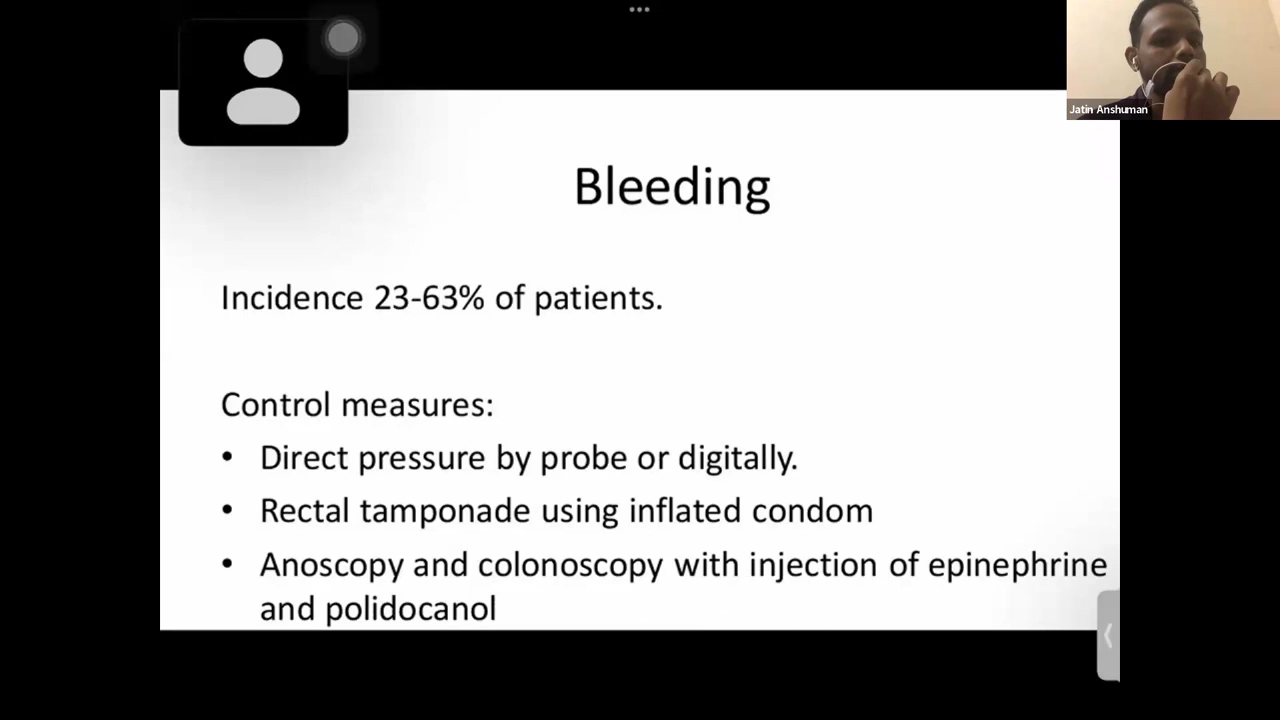 Jatin Anshuman
Bleeding
Incidence 23-63% of patients.
Control measures:
• Direct pressure by probe or digitally.
• Rectal tamponade using inflated condom
• Anoscopy and colonoscopy with injection of epinephrine
and polidocanol